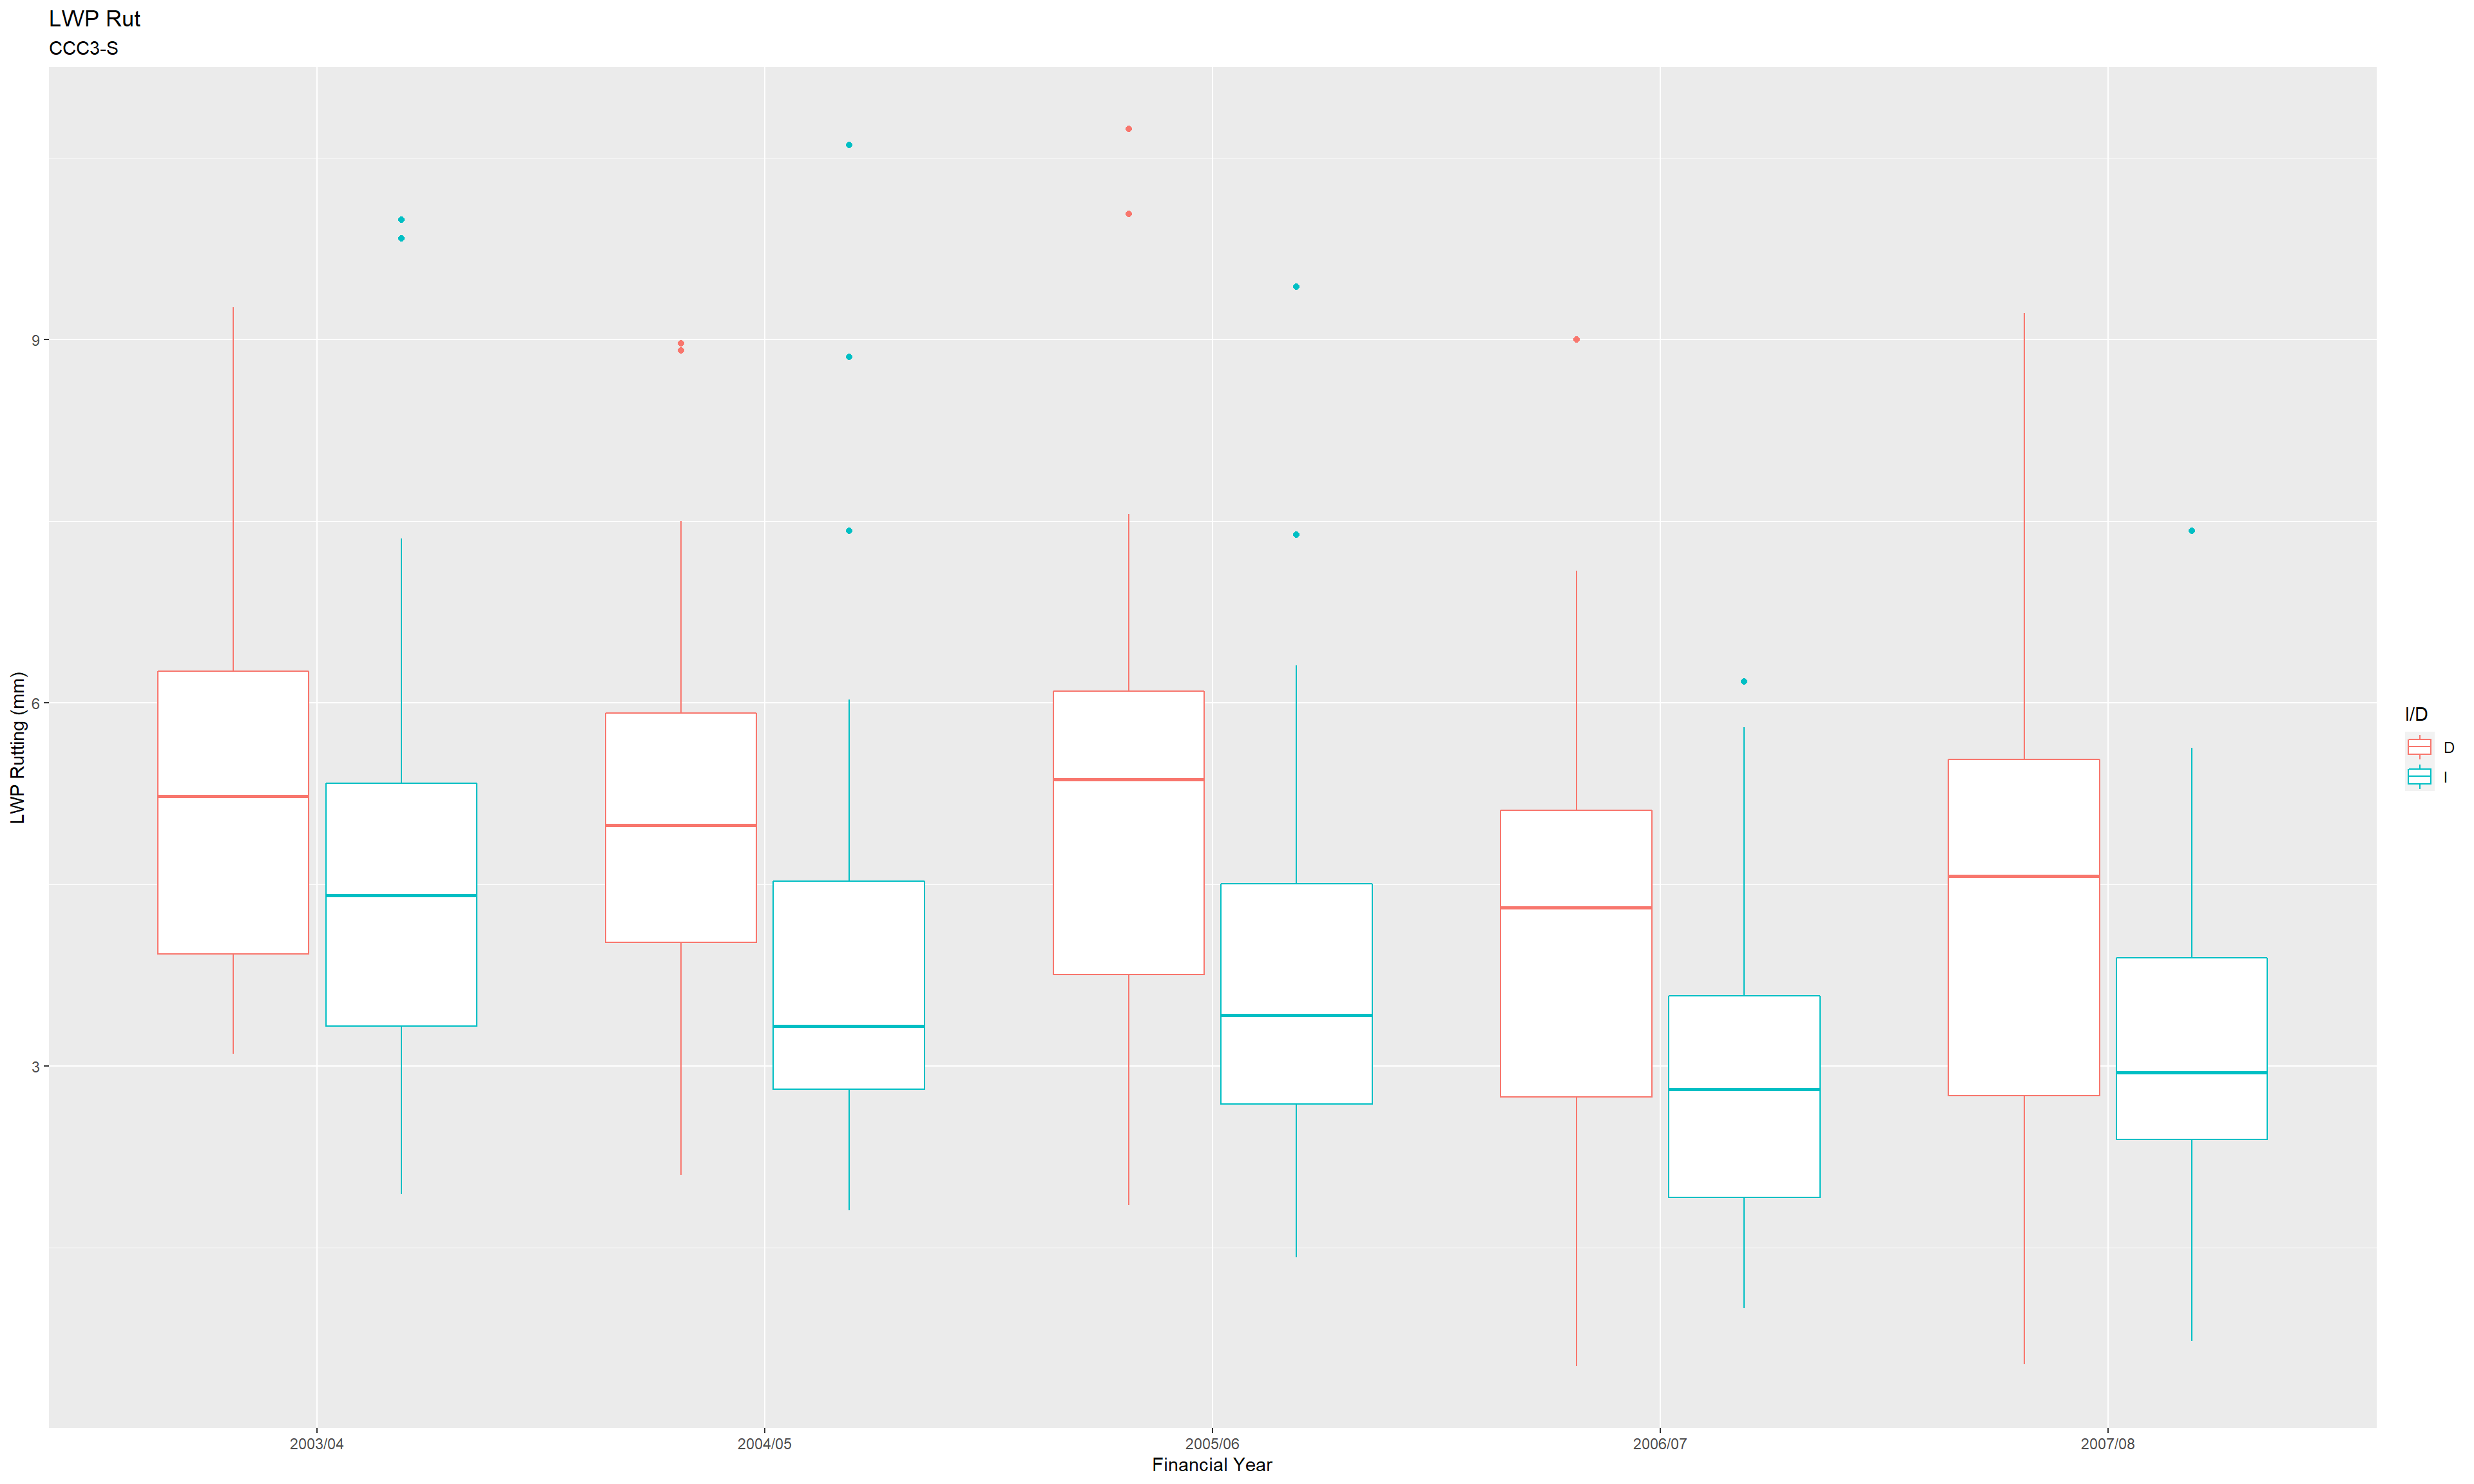 LWP Rut
CCC3-S
LWP Rutting (mm)
9
6
3
2003/04
2004/05
2005/06
2006/07
2007/08
Financial Year
I/D
D
I